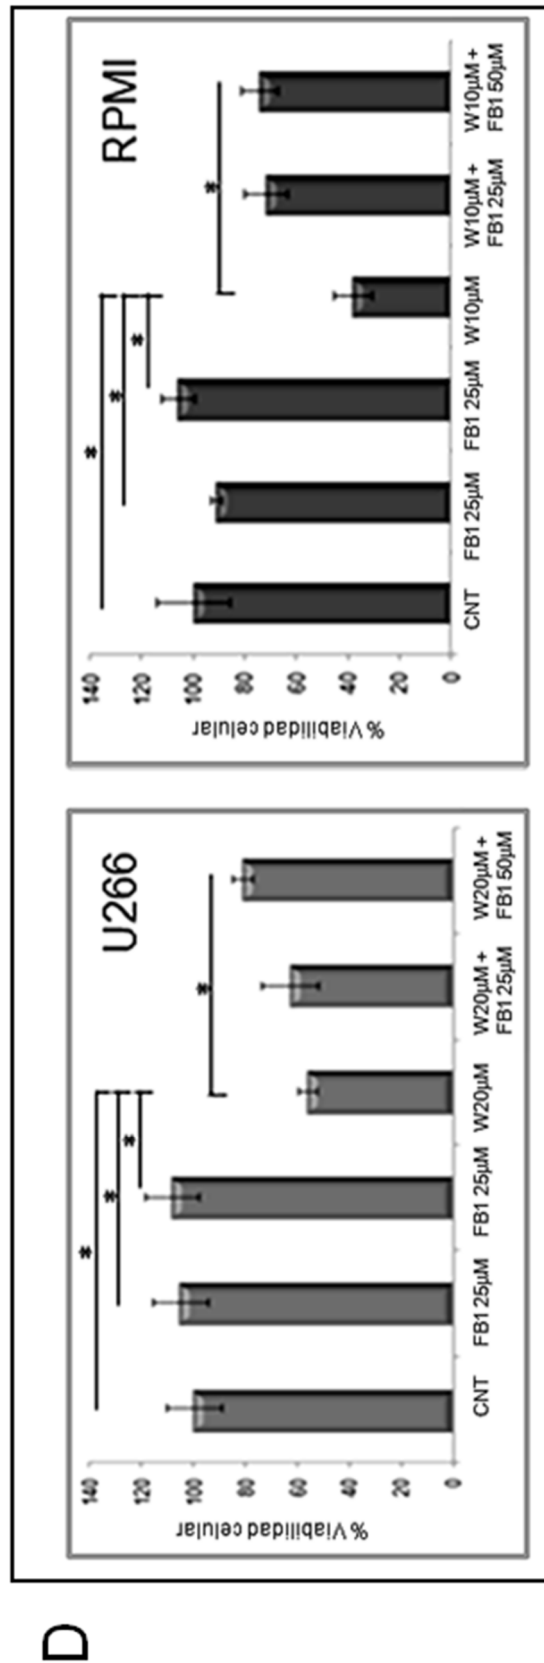 D
U266
% Viabilidad celular
140
120
100
80
60
40
20
0
*
*
*
*
CNT
FB1 25µM
FB1 25µM
W20µM
W20µM +
FB1 25µM
W20µM +
FB1 50µM
RPMI
% Viabilidad celular
140
120
100
80
60
40
20
0
*
*
*
*
CNT
FB1 25µM
FB1 25µM
W10µM
W10µM +
FB1 25µM
W10µM +
FB1 50µM